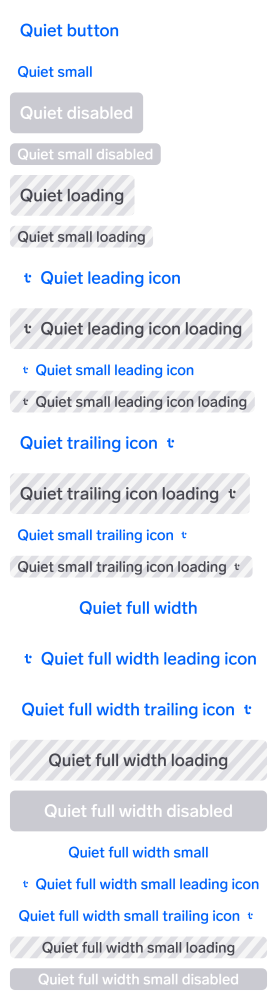 Quiet button
Quiet small
Quiet disabled
Quiet small disabled
Quiet loading
Quiet small loading
Quiet leading icon
Quiet leading icon loading
Quiet small leading icon
Quiet small leading icon loading
Quiet trailing icon
Quiet trailing icon loading
Quiet small trailing icon
Quiet small trailing icon loading
Quiet full width
Quiet full width leading icon
Quiet full width trailing icon
Quiet full width loading
Quiet full width disabled
Quiet full width small
Quiet full width small leading icon
Quiet full width small trailing icon
Quiet full width small loading
Quiet full width small disabled